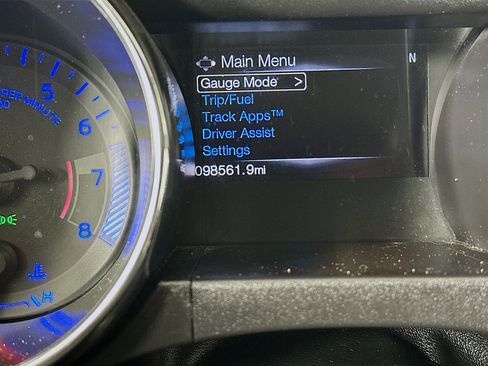 Main Menu
N
Gauge Mode >
Trip/Fuel
Track Apps™
Driver Assist
Settings
098561.9mi
5
6
7
8
H